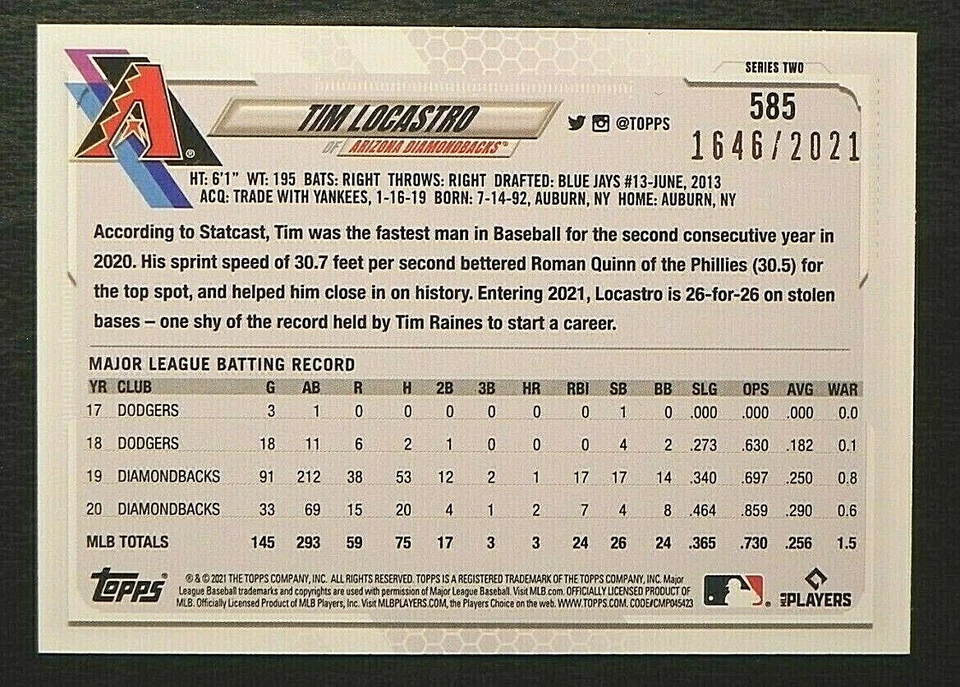 SERIES TWO
585
1646/2021
A ®
TIM LOCASTRO
@TOPPS
OF ARIZONA DIAMONDBACKS®
HT: 6'1" WT: 195 BATS: RIGHT THROWS: RIGHT DRAFTED: BLUE JAYS #13-JUNE, 2013
ACQ: TRADE WITH YANKEES, 1-16-19 BORN: 7-14-92, AUBURN, NY HOME: AUBURN, NY
According to Statcast, Tim was the fastest man in Baseball for the second consecutive year in
2020. His sprint speed of 30.7 feet per second bettered Roman Quinn of the Phillies (30.5) for
the top spot, and helped him close in on history. Entering 2021, Locastro is 26-for-26 on stolen
bases – one shy of the record held by Tim Raines to start a career.
MAJOR LEAGUE BATTING RECORD
YR CLUB G AB R H 2B 3B HR RBI SB BB SLG OPS AVG WAR
17 DODGERS 3 1 0 0 0 0 0 0 1 0 .000 .000 .000 0.0
18 DODGERS 18 11 6 2 1 0 0 0 4 2 .273 .630 .182 0.1
19 DIAMONDBACKS 91 212 38 53 12 2 1 17 17 14 .340 .697 .250 0.8
20 DIAMONDBACKS 33 69 15 20 4 1 2 7 4 8 .464 .859 .290 0.6
MLB TOTALS 145 293 59 75 17 3 3 24 26 24 .365 .730 .256 1.5
topps®
® & © 2021 THE TOPPS COMPANY, INC. ALL RIGHTS RESERVED. TOPPS IS A REGISTERED TRADEMARK OF THE TOPPS COMPANY, INC. Major
League Baseball trademarks and copyrights are used with permission of Major League Baseball. Visit MLB.com. OFFICIALLY LICENSED PRODUCT OF
MLB. Officially Licensed Product of MLB Players, Inc. Visit MLBPLAYERS.COM, the Players Choice on the web. WWW.TOPPS.COM. CODE#CMP045423
MLB PLAYERS